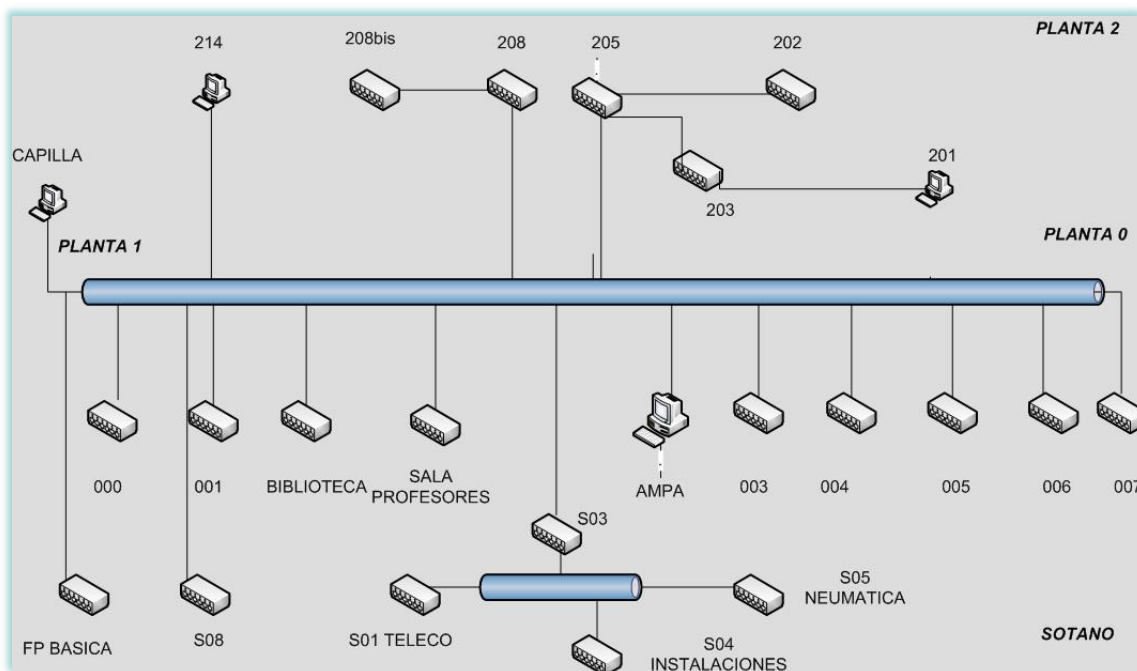 PLANTA 2
214
208bis
208
205
202
CAPILLA
201
203
PLANTA 1
PLANTA 0
000
001
BIBLIOTECA
SALA
PROFESORES
AMPA
003
004
005
006
007
S03
FP BASICA
S08
S01 TELECO
S04
INSTALACIONES
S05
NEUMATICA
SOTANO